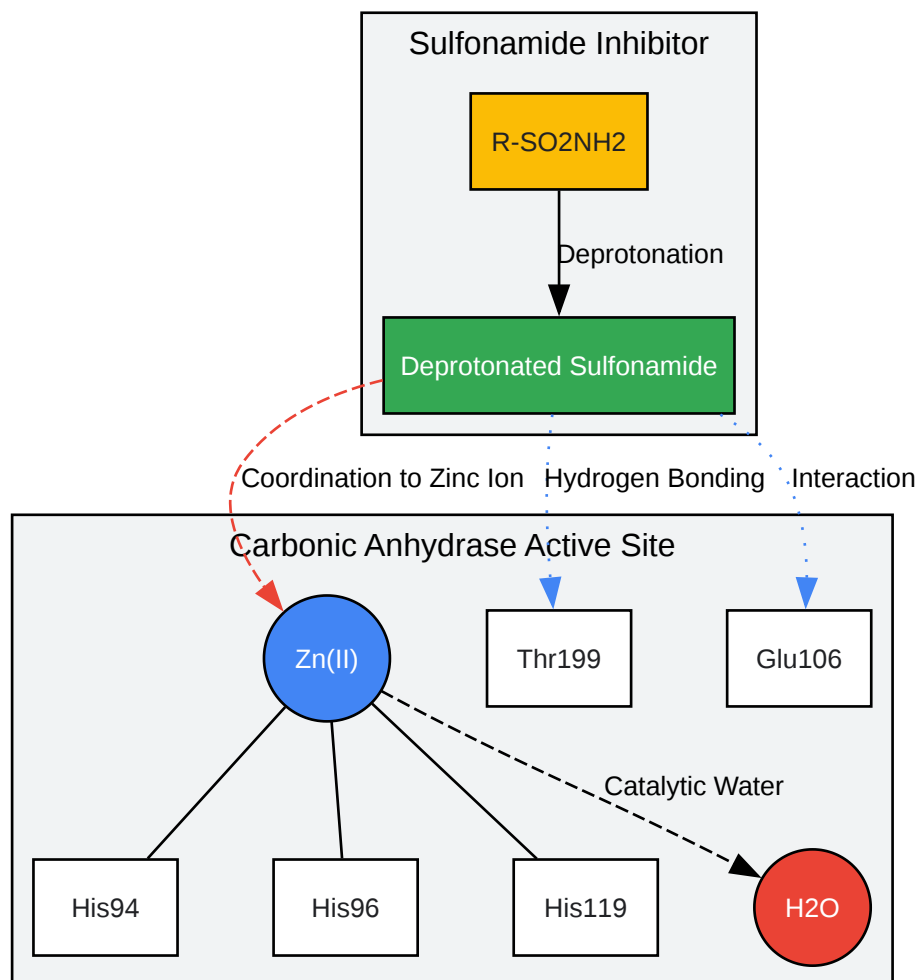 Sulfonamide Inhibitor
R-SO2NH2
Deprotonation
Deprotonated Sulfonamide
Coordination to Zinc Ion
Hydrogen Bonding
Interaction
Carbonic Anhydrase Active Site
Zn(II)
Thr199
Glu106
Catalytic Water
His94
His96
His119
H2O